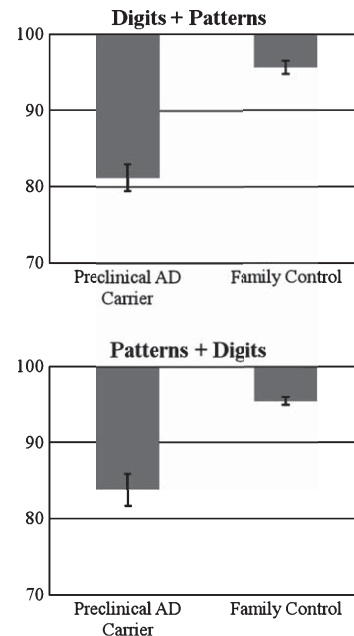 Digits + Patterns
100
90
80
70
Preclinical AD
Carrier
Family Control
Patterns + Digits
100
90
80
70
Preclinical AD
Carrier
Family Control